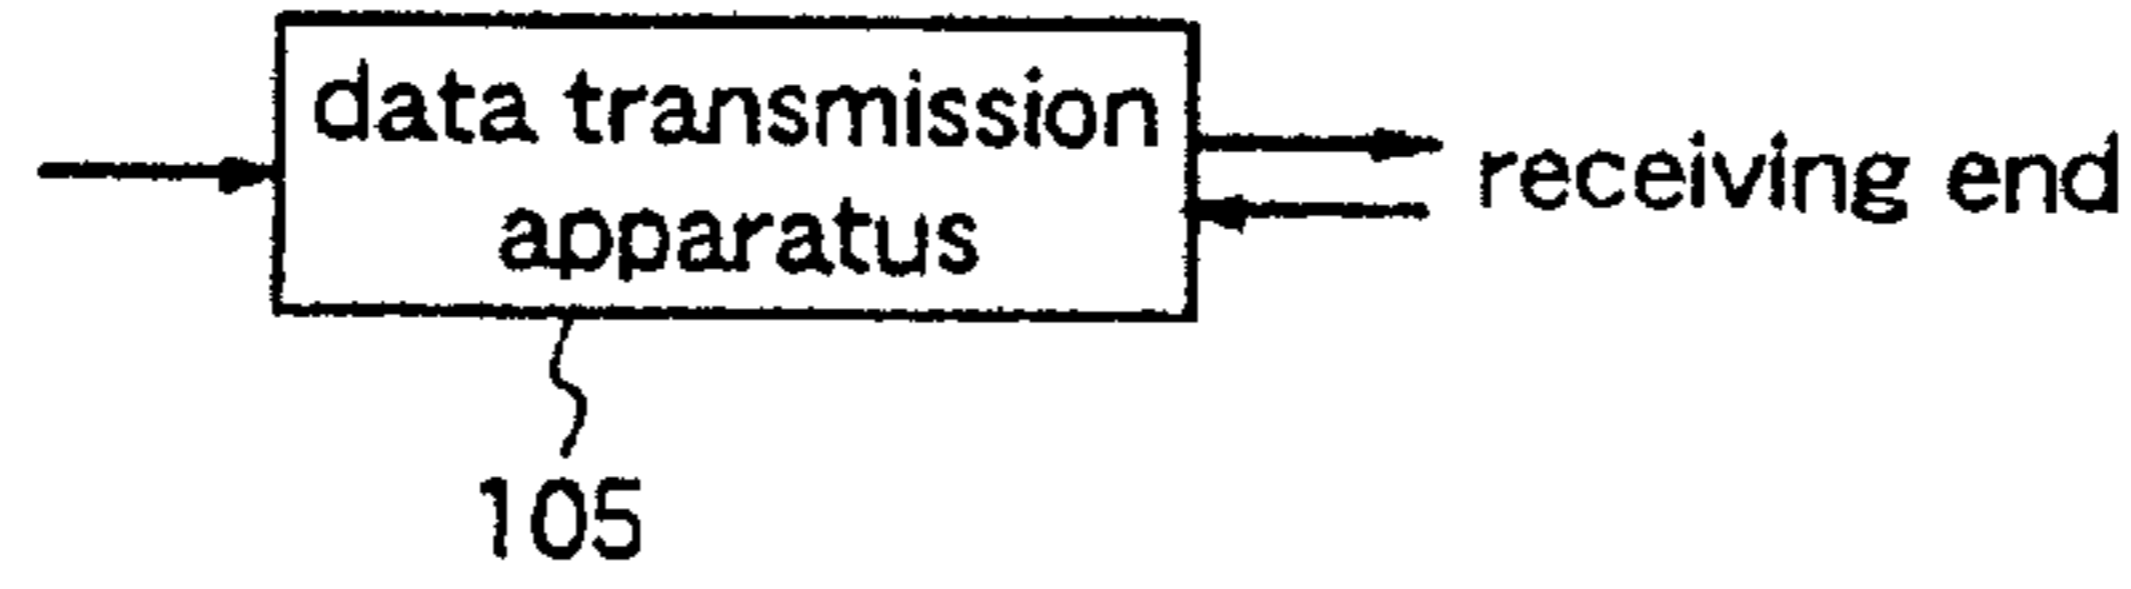 data transmission
apparatus
receiving end
105